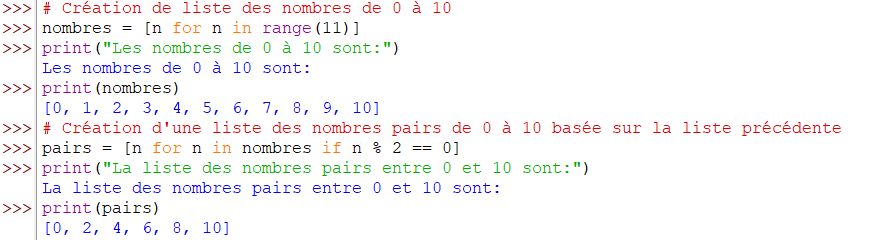 >>> # Création de liste des nombres de 0 à 10
>>> nombres = [n for n in range(11)]
>>> print("Les nombres de 0 à 10 sont:")
Les nombres de 0 à 10 sont:
>>> print(nombres)
[0, 1, 2, 3, 4, 5, 6, 7, 8, 9, 10]
>>> # Création d'une liste des nombres pairs de 0 à 10 basée sur la liste précédente
>>> pairs = [n for n in nombres if n % 2 == 0]
>>> print("La liste des nombres pairs entre 0 et 10 sont:")
La liste des nombres pairs entre 0 et 10 sont:
>>> print(pairs)
[0, 2, 4, 6, 8, 10]